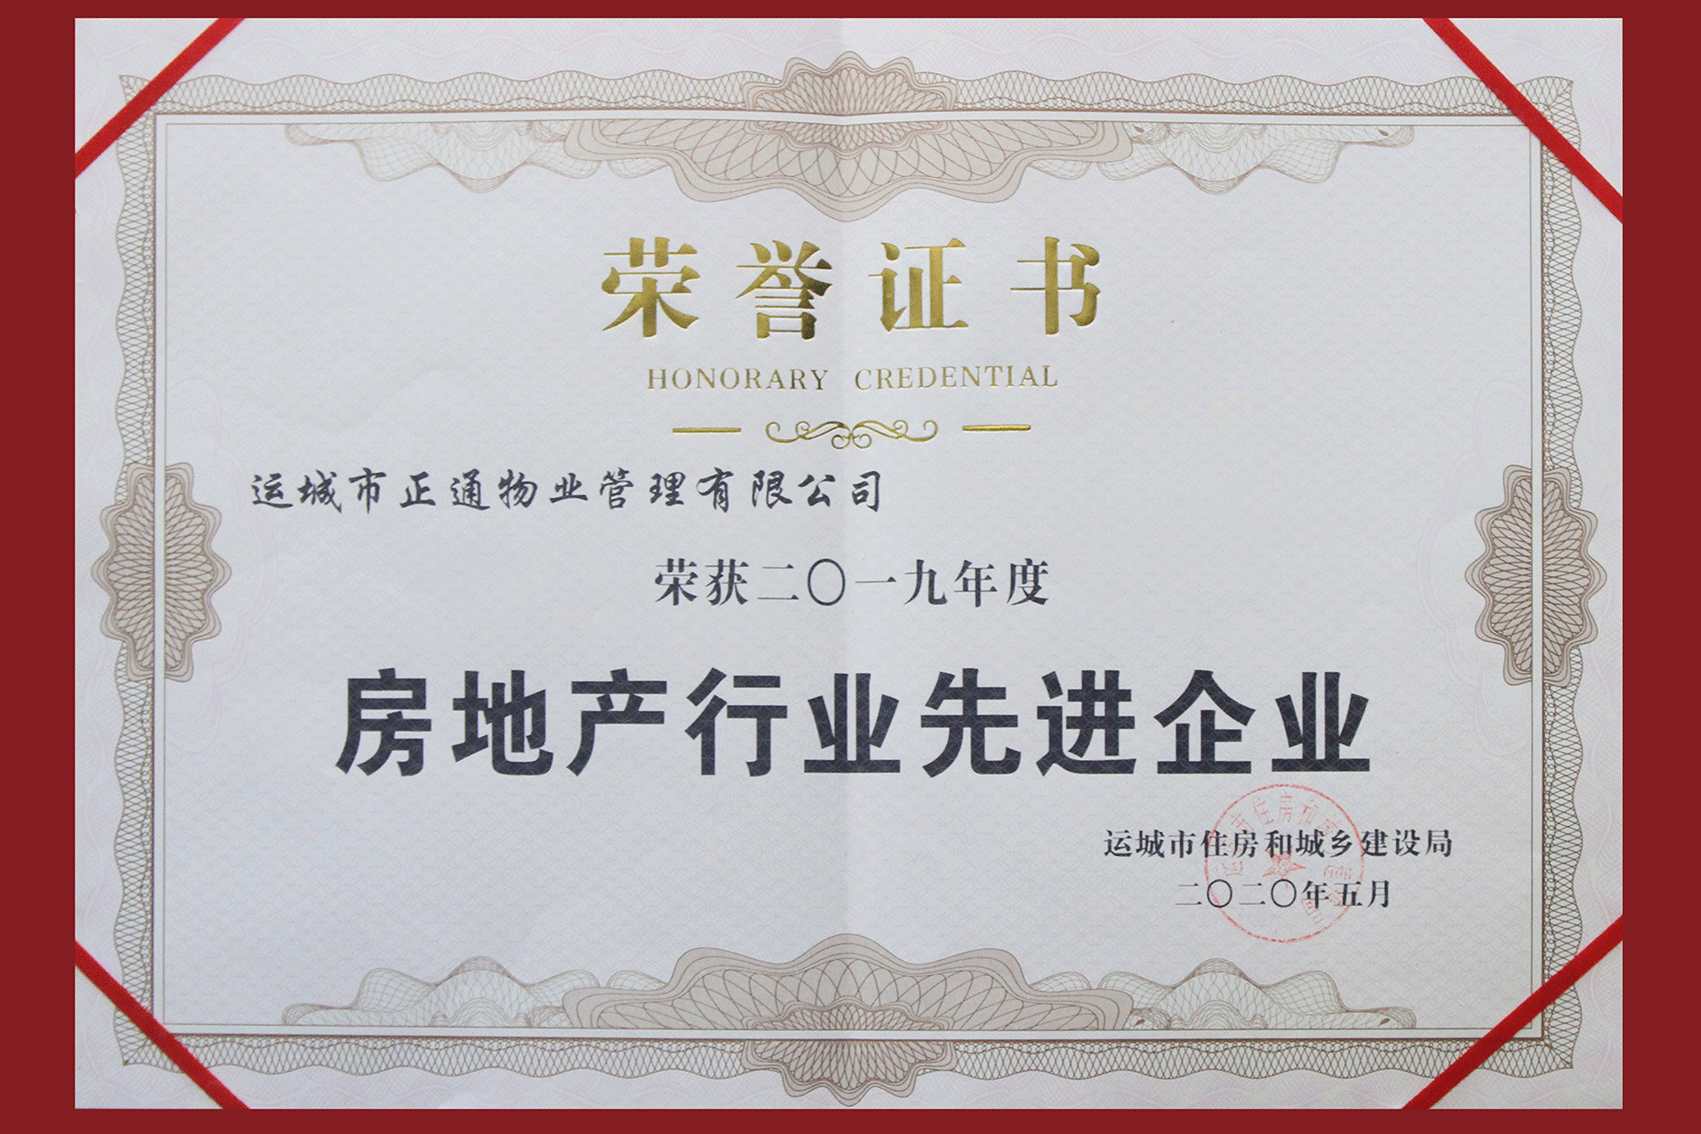 荣誉证书
HONORARY CREDENTIAL
运城市正通物业管理有限公司
荣获二〇一九年度
房地产行业先进企业
运城市住房和城乡建设局
二〇二〇年五月